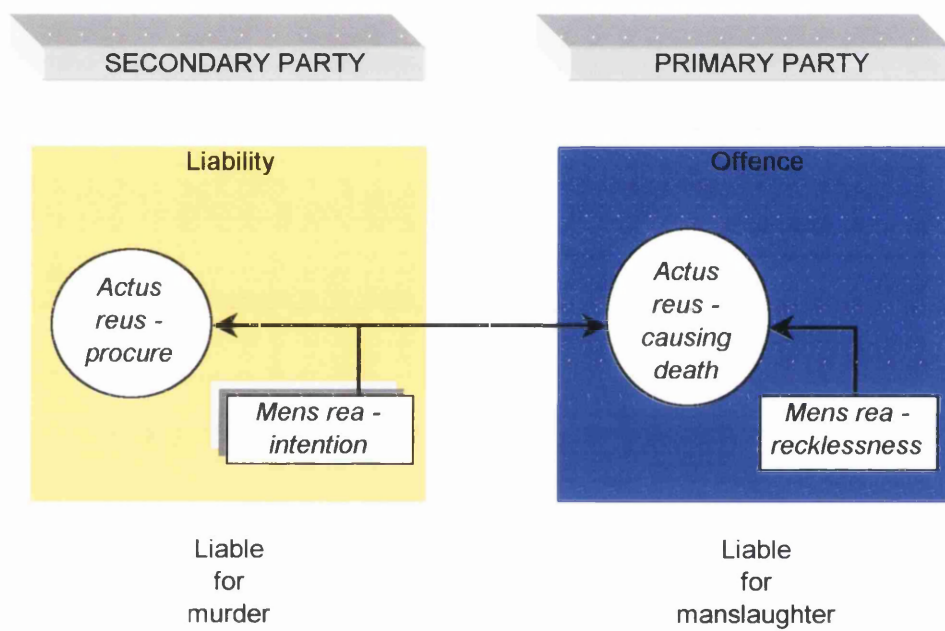 SECONDARY PARTY
PRIMARY PARTY
Liability
Actus
reus -
procure
Mens rea -
intention
Offence
Actus
reus -
causing
death
Mens rea -
recklessness
Liable
for
murder
Liable
for
manslaughter